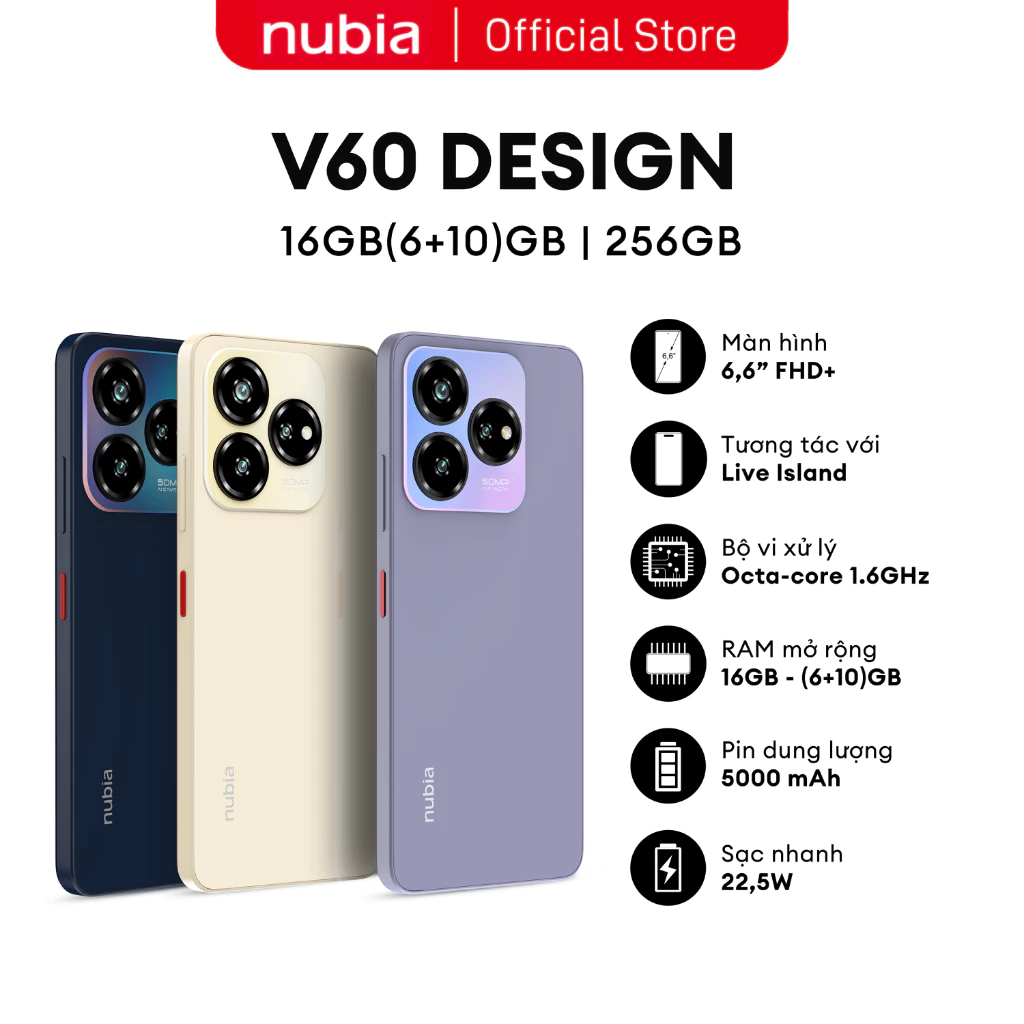 nubia | Official Store
V60 DESIGN
16GB(6+10)GB | 256GB
50MP
50MP
50MP
nubia
nubia
nubia
6,6"
Màn hình
6,6” FHD+
Tương tác với
Live Island
Bộ vi xử lý
Octa-core 1.6GHz
RAM mở rộng
16GB - (6+10)GB
Pin dung lượng
5000 mAh
Sạc nhanh
22,5W